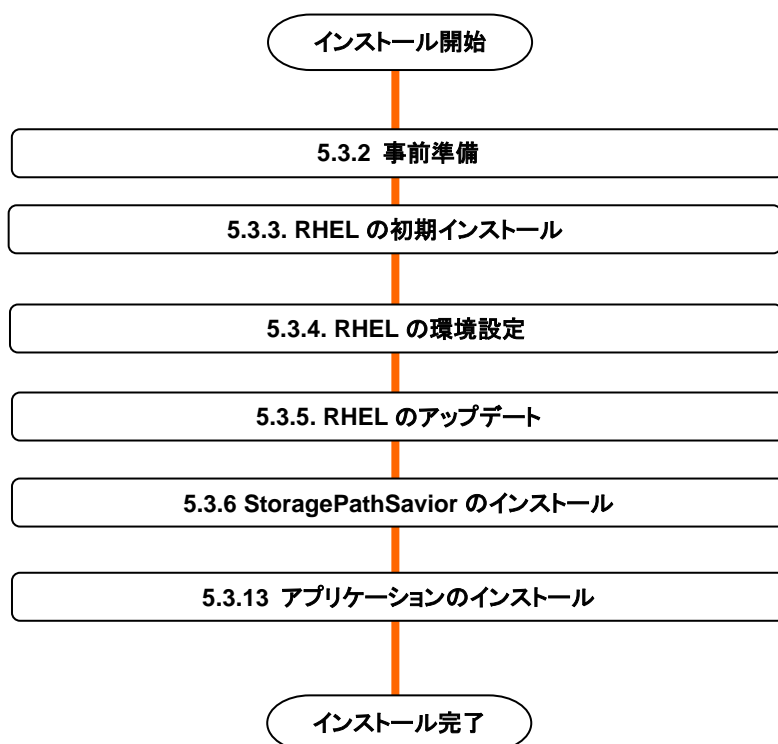 インストール開始
5.3.2 事前準備
5.3.3. RHEL の初期インストール
5.3.4. RHEL の環境設定
5.3.5. RHEL のアップデート
5.3.6 StoragePathSavior のインストール
5.3.13 アプリケーションのインストール
インストール完了